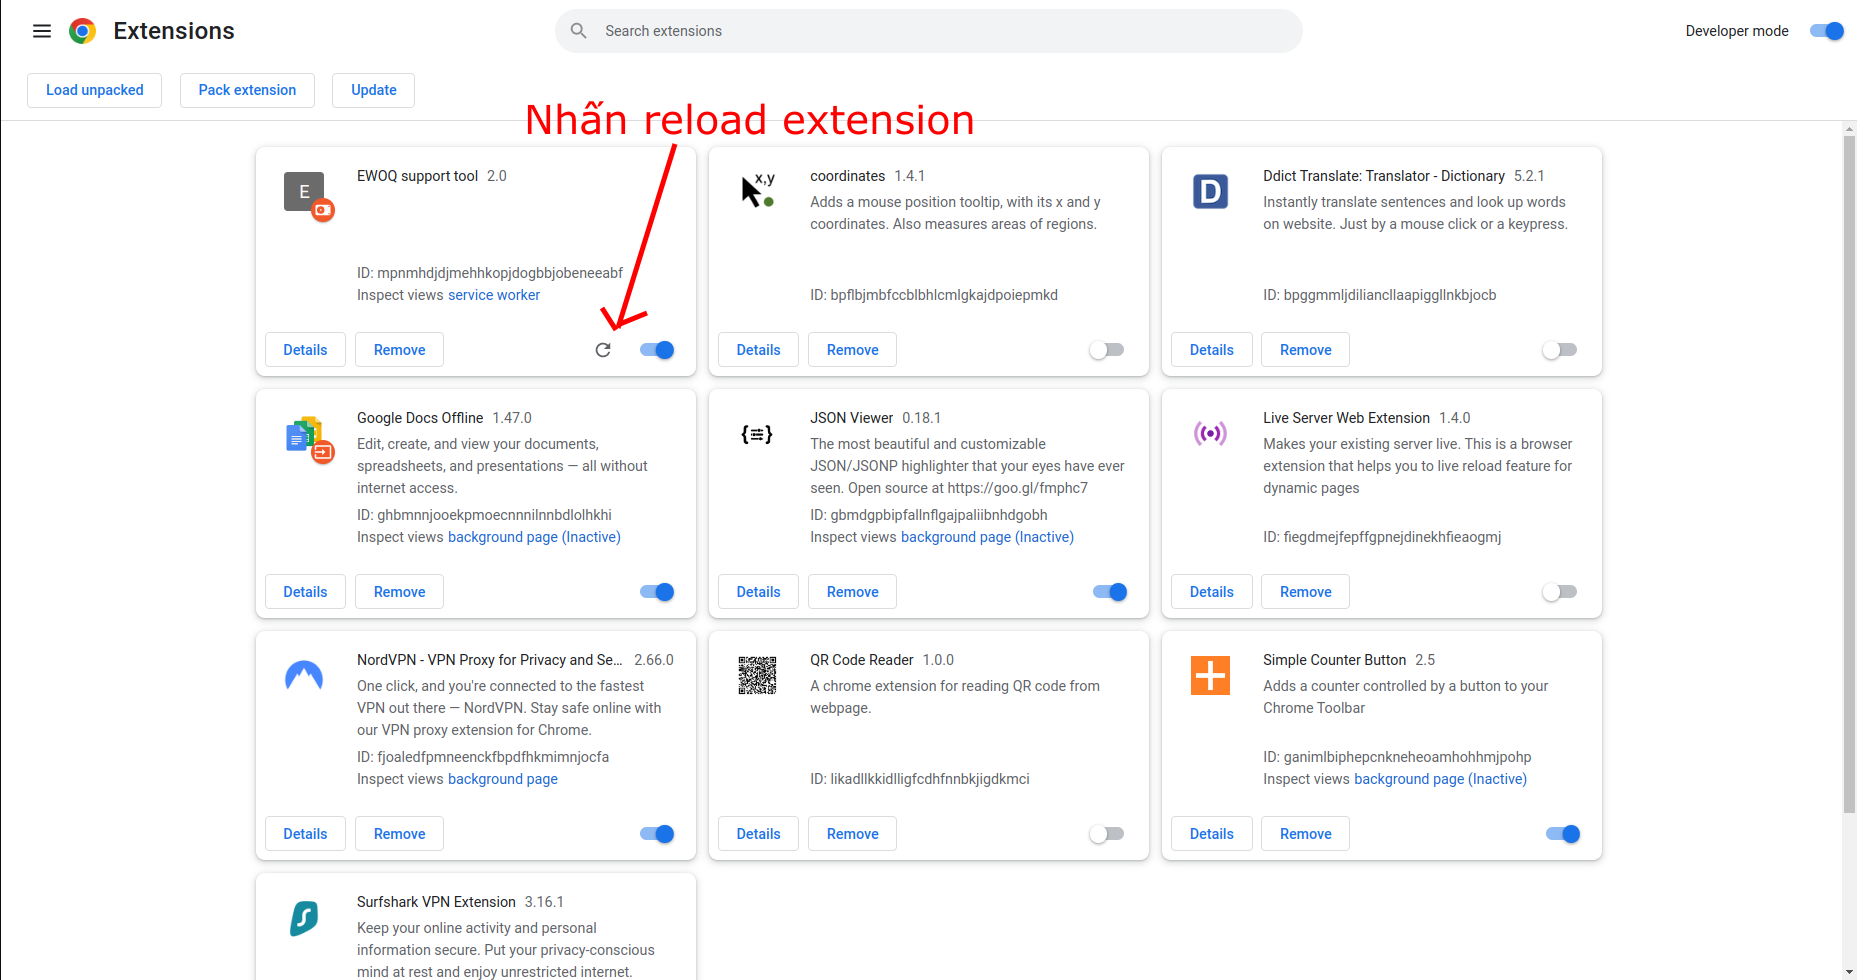 Extensions
Search extensions
Developer mode
Load unpacked
Pack extension
Update
Nhấn reload extension
E
EWOQ support tool 2.0
ID: mpnmhdjdjmehhkopjdogbbjobeneeabf
Inspect views service worker
Details
Remove
x,y
coordinates 1.4.1
Adds a mouse position tooltip, with its x and y
coordinates. Also measures areas of regions.
ID: bpflbjmbfccblbhlcmlgkajdpoiepmkd
Details
Remove
D
Ddict Translate: Translator - Dictionary 5.2.1
Instantly translate sentences and look up words
on website. Just by a mouse click or a keypress.
ID: bpggmmljdiliancllaapiggllnkbjocb
Details
Remove
Google Docs Offline 1.47.0
Edit, create, and view your documents,
spreadsheets, and presentations — all without
internet access.
ID: ghbmnnjooekpmoecnnnilnnbdlolhkhi
Inspect views background page (Inactive)
Details
Remove
JSON Viewer 0.18.1
The most beautiful and customizable
JSON/JSONP highlighter that your eyes have ever
seen. Open source at https://goo.gl/fmphc7
ID: gbmdgpbipfallnflgajpaliibnhdgobh
Inspect views background page (Inactive)
Details
Remove
Live Server Web Extension 1.4.0
Makes your existing server live. This is a browser
extension that helps you to live reload feature for
dynamic pages
ID: fiegdmejfepffgpnejdinekhfieaogmj
Details
Remove
NordVPN - VPN Proxy for Privacy and Se... 2.66.0
One click, and you're connected to the fastest
VPN out there — NordVPN. Stay safe online with
our VPN proxy extension for Chrome.
ID: fjoaledfpmneenckfbpdfhkmimnjocfa
Inspect views background page
Details
Remove
QR Code Reader 1.0.0
A chrome extension for reading QR code from
webpage.
ID: likadllkkidlligfcdhfnnbkjigdkmci
Details
Remove
Simple Counter Button 2.5
Adds a counter controlled by a button to your
Chrome Toolbar
ID: ganimlbiphepcnkneheoamhohhmjpohp
Inspect views background page (Inactive)
Details
Remove
Surfshark VPN Extension 3.16.1
Keep your online activity and personal
information secure. Put your privacy-conscious
mind at rest and enjoy unrestricted internet.